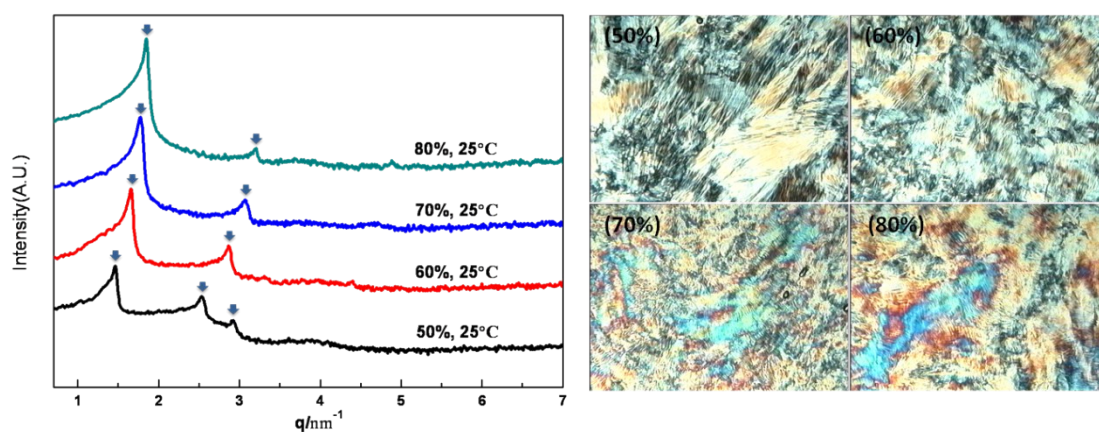 Intensity(A.U.)
80%, 25°C
70%, 25°C
60%, 25°C
50%, 25°C
1 2 3 4 5 6 7
q/nm⁻¹
(50%)
(60%)
(70%)
(80%)